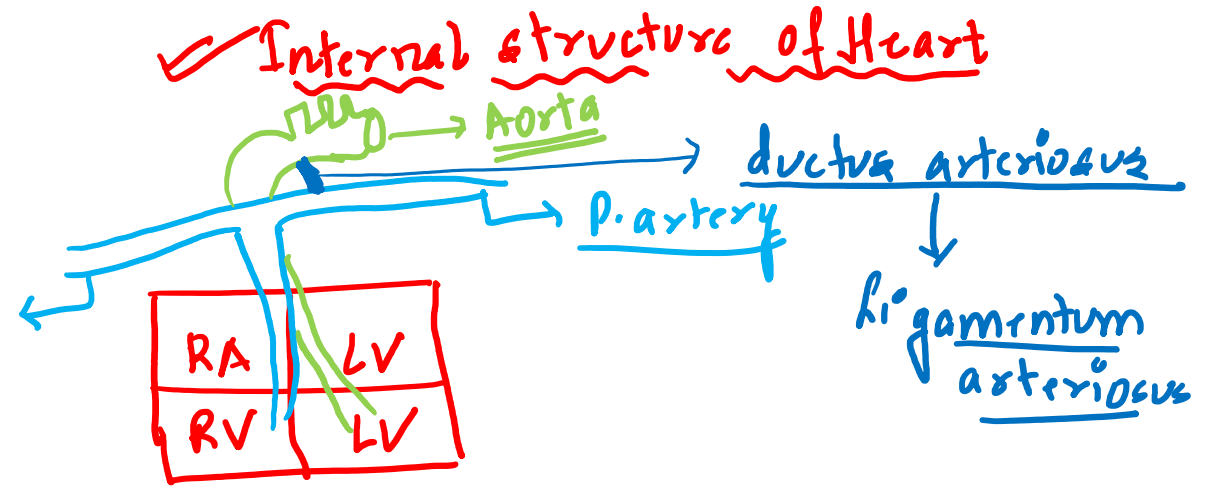 Internal structure of Heart
Aorta
ductus arteriosus
P. artery
Ligamentum
arteriosus
RA LV
RV LV